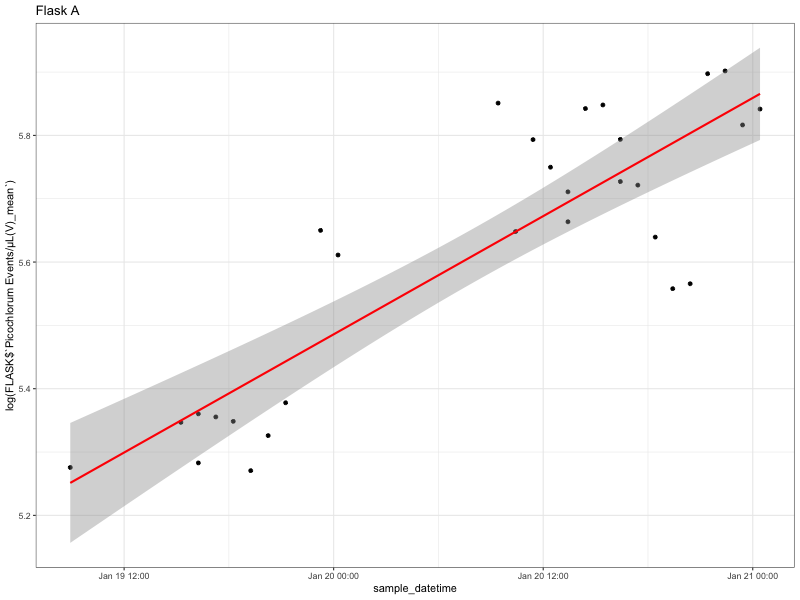 Flask A
log(FLASK$`Picochlorum Events/μL(V)_mean`)
5.8
5.6
5.4
5.2
Jan 19 12:00
Jan 20 00:00
Jan 20 12:00
Jan 21 00:00
sample_datetime